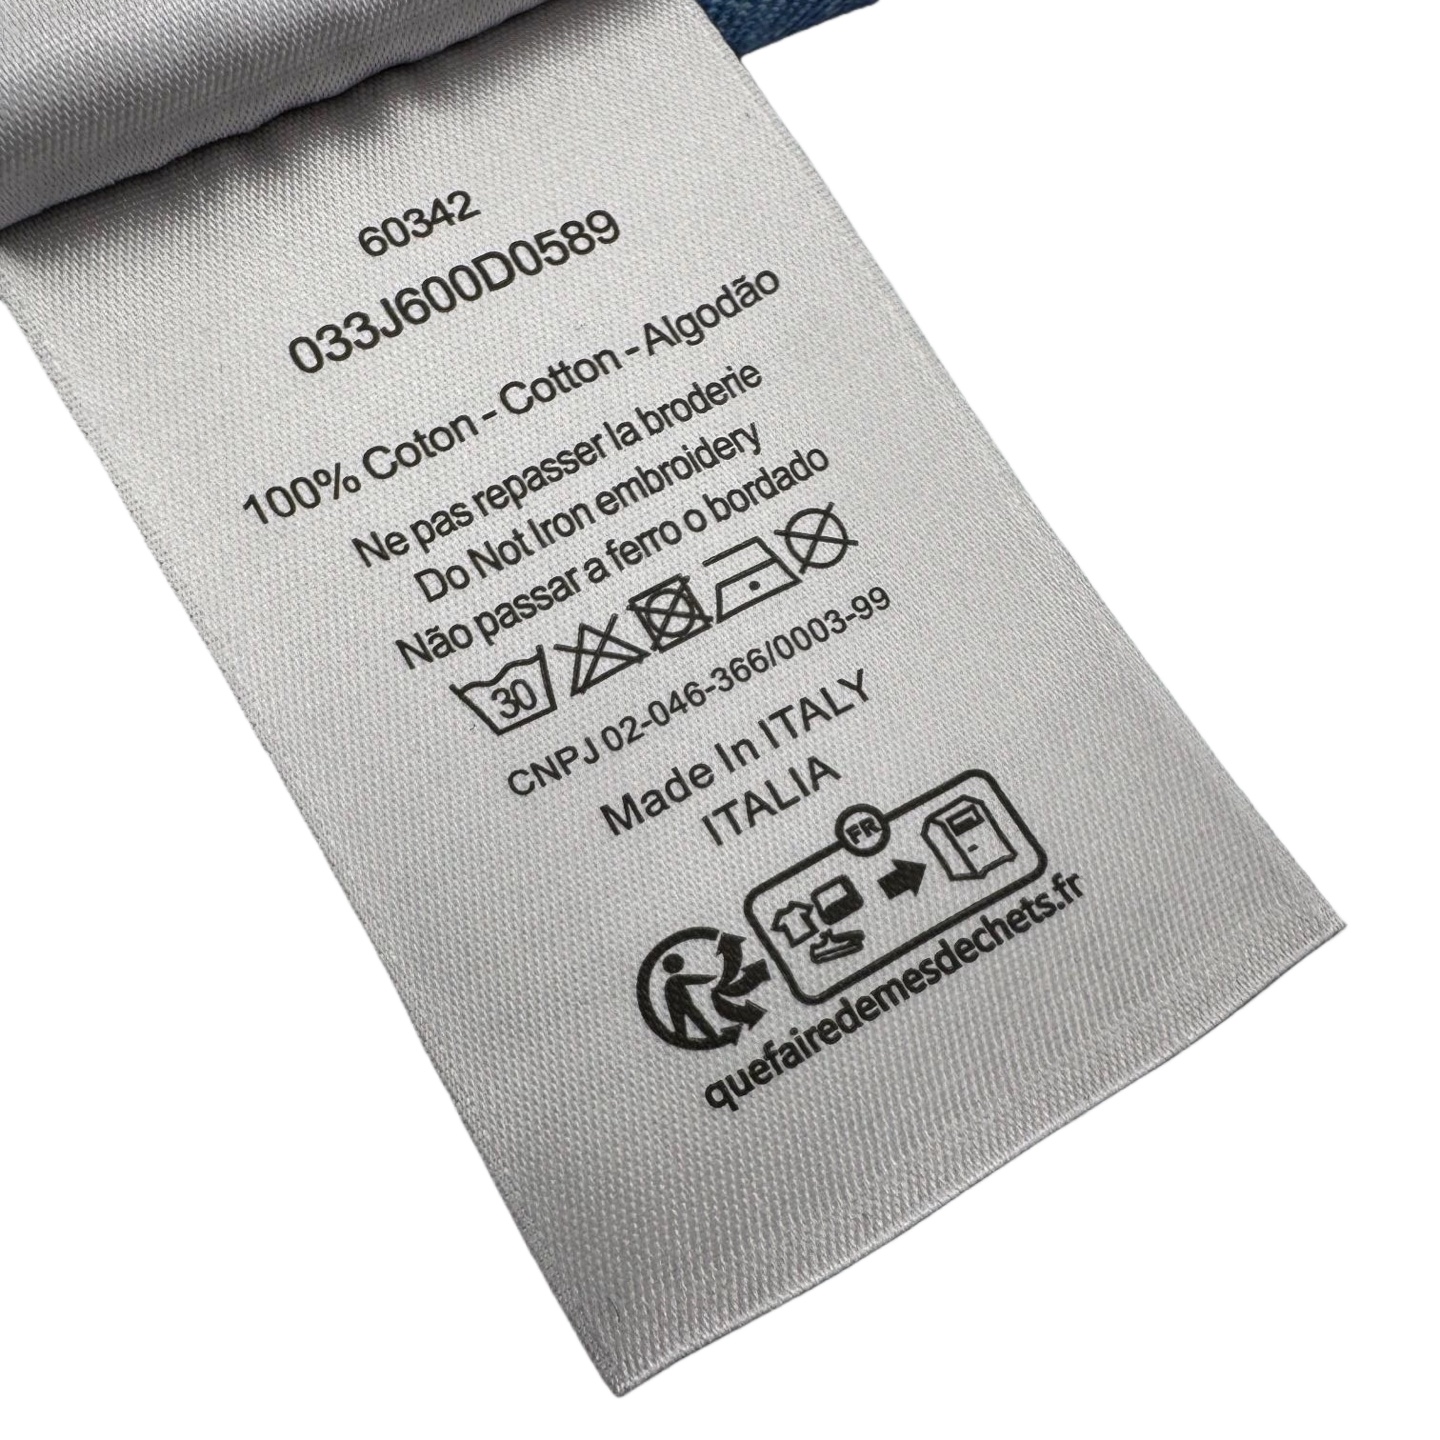 60342
033J600D0589
100% Coton - Cotton - Algodão
Ne pas repasser la broderie
Do Not Iron embroidery
Não passar a ferro o bordado
30
CNPJ 02-046-366/0003-99
Made In ITALY
ITALIA
FR
quefairedemesdechets.fr